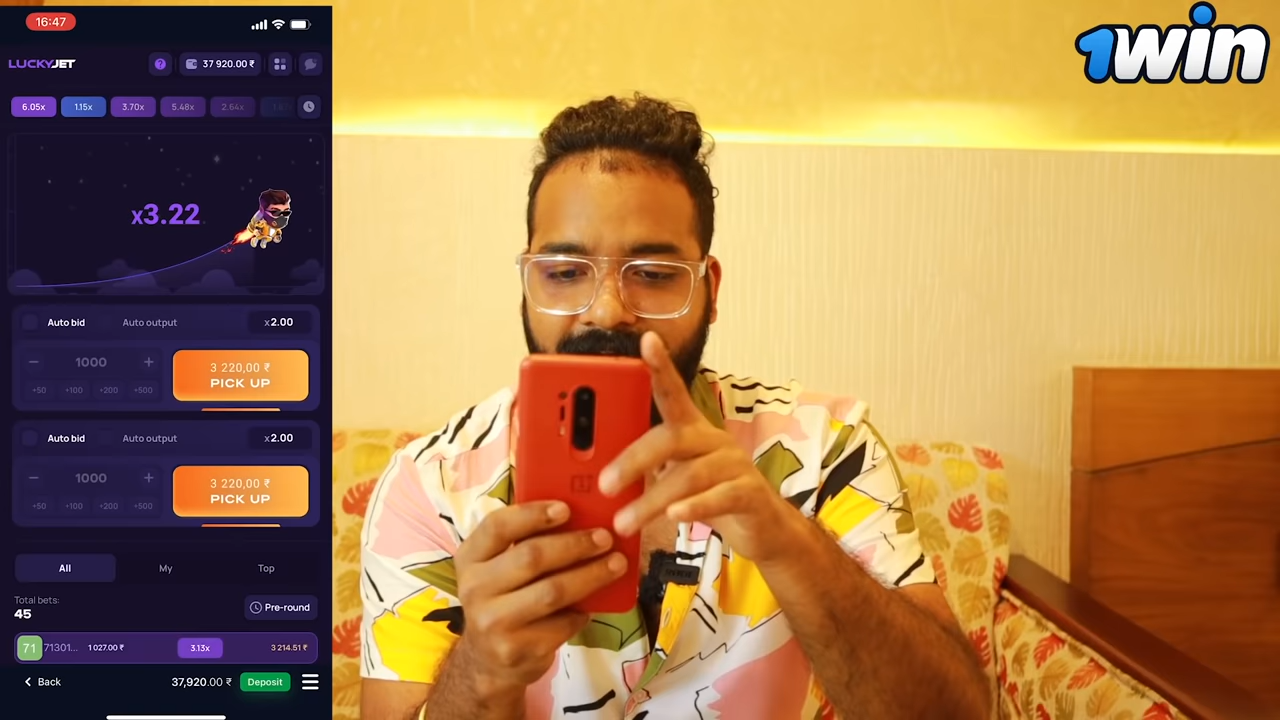 16:47
LUCKYJET
?
37 920.00 ₹
6.05x 1.15x 3.70x 5.48x 2.64x
x3.22
Auto bid Auto output x2.00
− 1000 +
+50 +100 +200 +500
3 220,00 ₹
PICK UP
Auto bid Auto output x2.00
− 1000 +
+50 +100 +200 +500
3 220,00 ₹
PICK UP
All My Top
Total bets:
45
Pre-round
71 71301... 1 027.00 ₹ 3.13x 3 214.51 ₹
Back 37,920.00 ₹ Deposit
1win